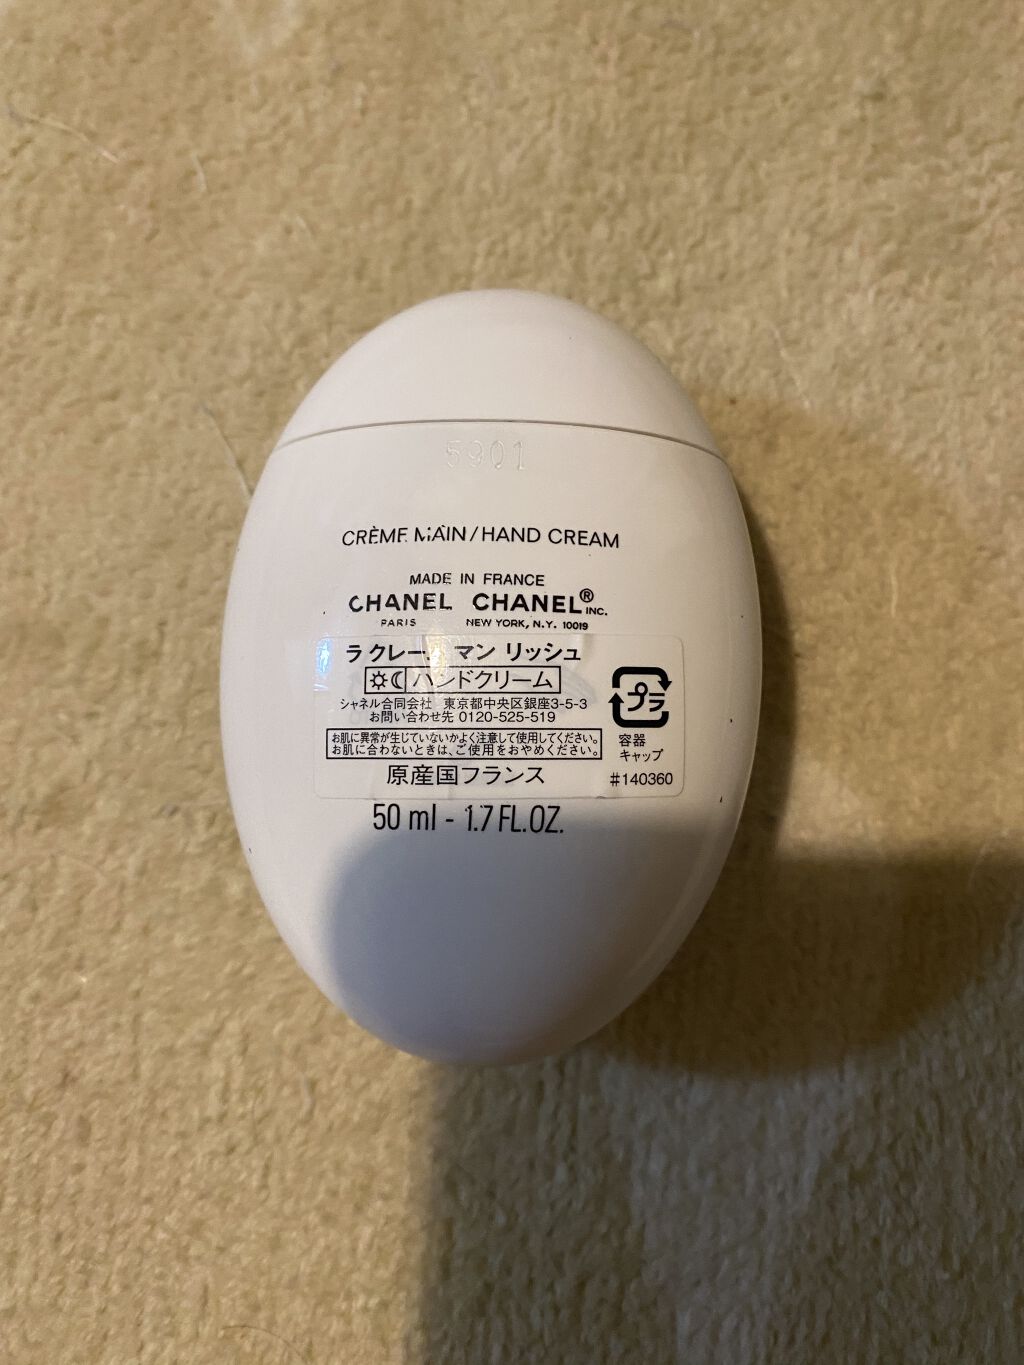 5901
CRÈME MAIN/HAND CREAM
MADE IN FRANCE
CHANEL CHANEL® INC.
PARIS NEW YORK, N.Y. 10019
ラ クレーム マン リッシュ
ハンドクリーム
シャネル合同会社 東京都中央区銀座3-5-3
お問い合わせ先 0120-525-519
お肌に異常が生じていないかよく注意して使用してください。
お肌に合わないときは、ご使用をおやめください。
原産国フランス
プラ
容器
キャップ
#140360
50 ml - 1.7 FL.OZ.